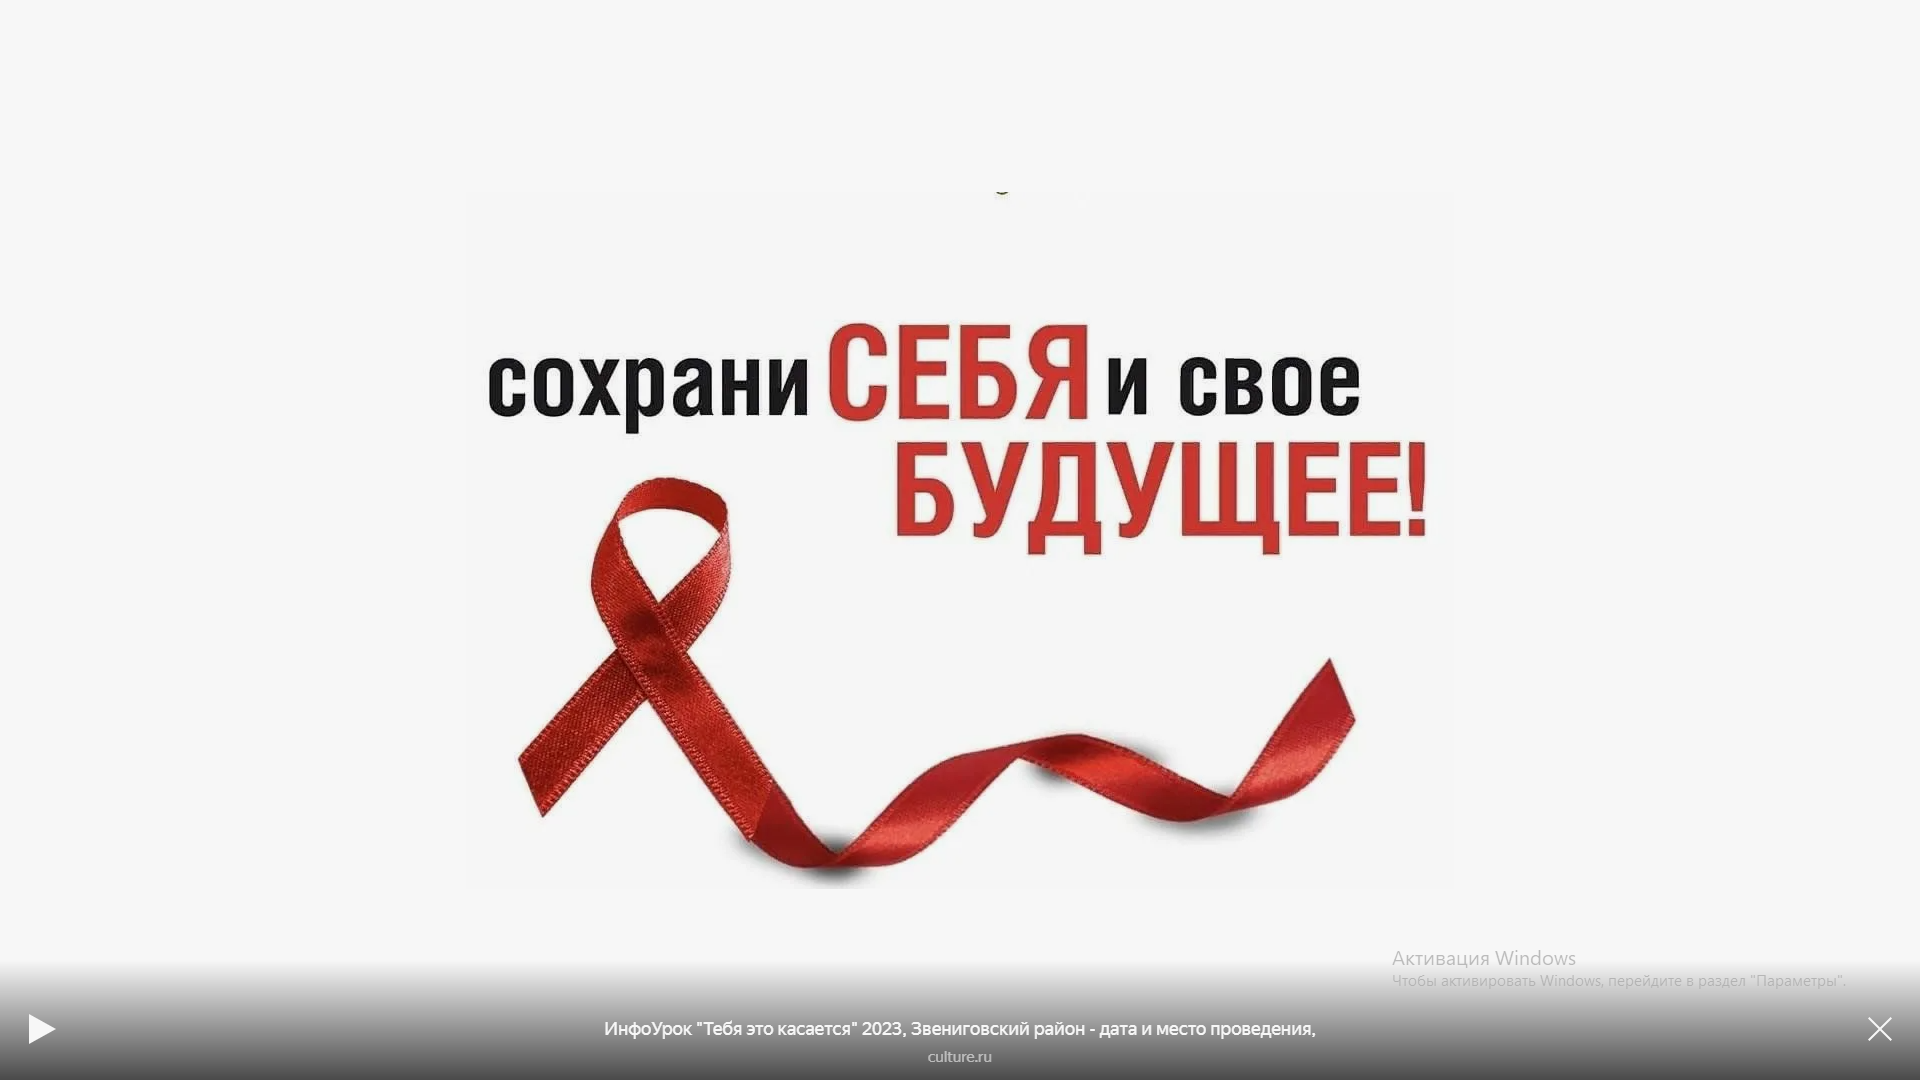 сохрани СЕБЯ и свое
БУДУЩЕЕ!
Активация Windows
Чтобы активировать Windows, перейдите в раздел "Параметры".
ИнфоУрок "Тебя это касается" 2023, Звениговский район - дата и место проведения,
culture.ru